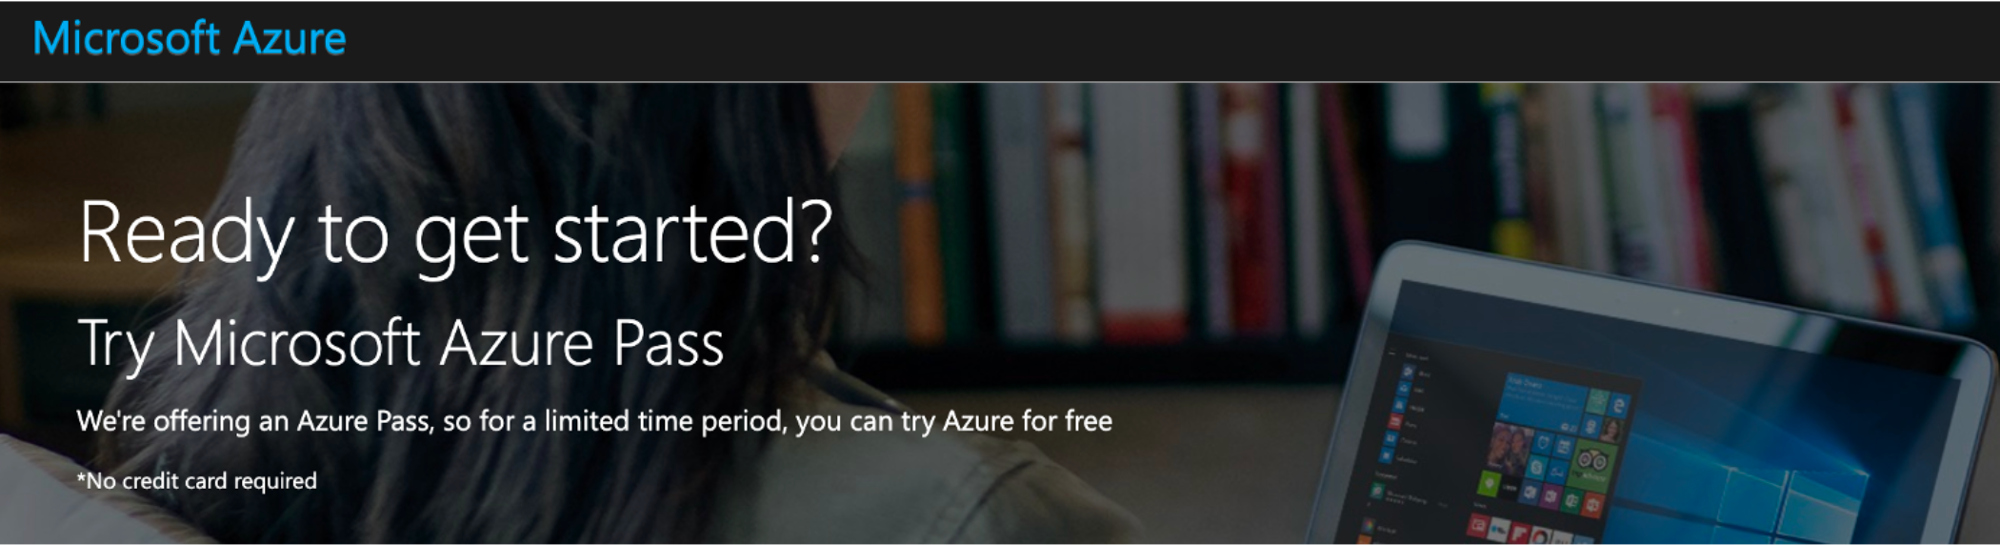 Microsoft Azure
Ready to get started?
Try Microsoft Azure Pass
We're offering an Azure Pass, so for a limited time period, you can try Azure for free
*No credit card required